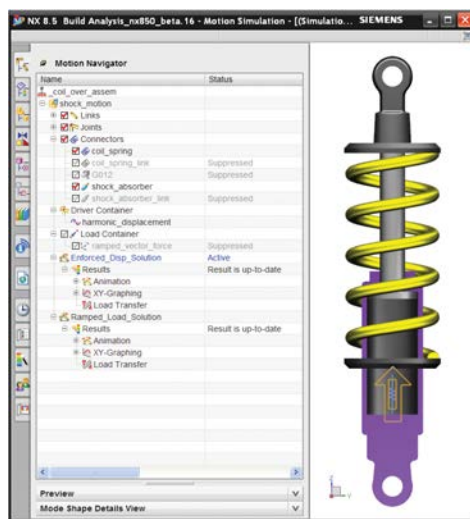 NX 8.5 Build Analysis_nx850_beta.16 - Motion Simulation - [(Simulatio... SIEMENS
Motion Navigator
Name Status
_coil_over_assem
shock_motion
Links
Joints
Connectors
coil_spring
coil_spring_link Suppressed
G012 Suppressed
shock_absorber
shock_absorber_link Suppressed
Driver Container
harmonic_displacement
Load Container
ramped_vector_force Suppressed
Enforced_Disp_Solution Active
Results Result is up-to-date
Animation
XY-Graphing
Load Transfer
Ramped_Load_Solution
Results Result is up-to-date
Animation
XY-Graphing
Load Transfer
Preview
Mode Shape Details View